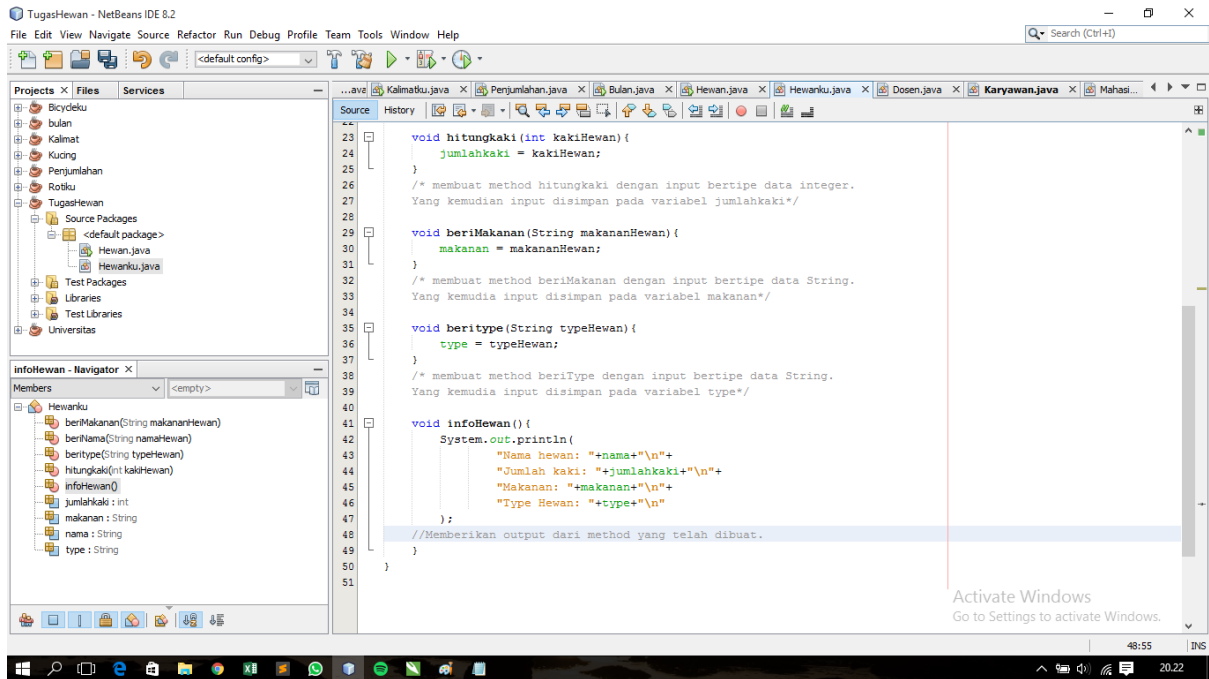 TugasHewan - NetBeans IDE 8.2
File Edit View Navigate Source Refactor Run Debug Profile Team Tools Window Help
Search (Ctrl+I)
<default config>
Projects Files Services
Bicycleku
bulan
Kalimat
Kucing
Penjumlahan
Rotiku
TugasHewan
Source Packages
<default package>
Hewan.java
Hewanku.java
Test Packages
Libraries
Test Libraries
Universitas
infoHewan - Navigator
Members <empty>
Hewanku
beriMakanan(String makananHewan)
beriNama(String namaHewan)
beritype(String typeHewan)
hitungkaki(int kakiHewan)
infoHewan()
jumlahkaki : int
makanan : String
nama : String
type : String
...ava Kalimatku.java Penjumlahan.java Bulan.java Hewan.java Hewanku.java Dosen.java Karyawan.java Mahasi...
Source History
22
23 void hitungkaki(int kakiHewan){
24 jumlahkaki = kakiHewan;
25 }
26 /* membuat method hitungkaki dengan input bertipe data integer.
27 Yang kemudian input disimpan pada variabel jumlahkaki*/
28
29 void beriMakanan(String makananHewan){
30 makanan = makananHewan;
31 }
32 /* membuat method beriMakanan dengan input bertipe data String.
33 Yang kemudia input disimpan pada variabel makanan*/
34
35 void beritype(String typeHewan){
36 type = typeHewan;
37 }
38 /* membuat method beriType dengan input bertipe data String.
39 Yang kemudia input disimpan pada variabel type*/
40
41 void infoHewan(){
42 System.out.println(
43 "Nama hewan: "+nama+"\n"+
44 "Jumlah kaki: "+jumlahkaki+"\n"+
45 "Makanan: "+makanan+"\n"+
46 "Type Hewan: "+type+"\n"
47 );
48 //Memberikan output dari method yang telah dibuat.
49 }
50 }
51
Activate Windows
Go to Settings to activate Windows.
48:55 INS
20.22